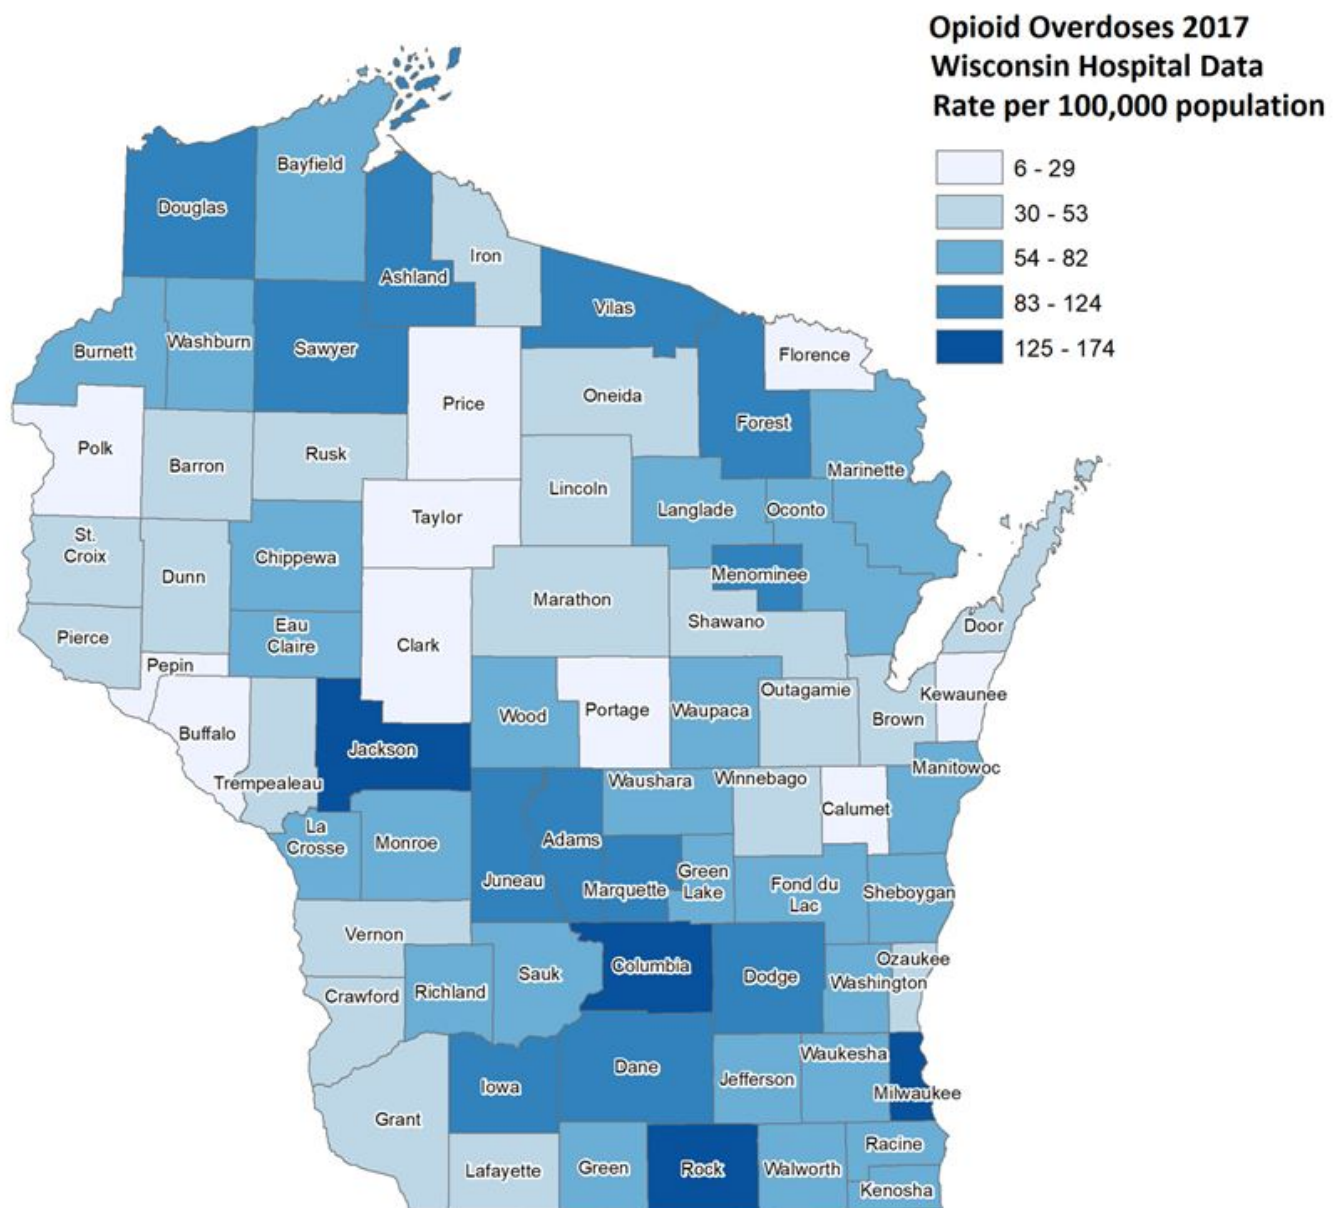 Opioid Overdoses 2017
Wisconsin Hospital Data
Rate per 100,000 population
6 - 29
30 - 53
54 - 82
83 - 124
125 - 174
Bayfield
Douglas
Iron
Ashland
Vilas
Washburn
Burnett
Sawyer
Florence
Price
Oneida
Forest
Polk
Barron
Rusk
Marinette
Lincoln
Langlade
Oconto
Taylor
St.
Croix
Chippewa
Dunn
Menominee
Marathon
Shawano
Door
Pierce
Eau
Claire
Clark
Pepin
Outagamie
Kewaunee
Buffalo
Wood
Portage
Waupaca
Brown
Jackson
Trempealeau
Manitowoc
Waushara
Winnebago
Calumet
La
Crosse
Monroe
Adams
Juneau
Marquette
Green
Lake
Fond du
Lac
Sheboygan
Vernon
Columbia
Sauk
Dodge
Ozaukee
Washington
Crawford
Richland
Dane
Waukesha
Iowa
Jefferson
Milwaukee
Grant
Racine
Lafayette
Green
Rock
Walworth
Kenosha